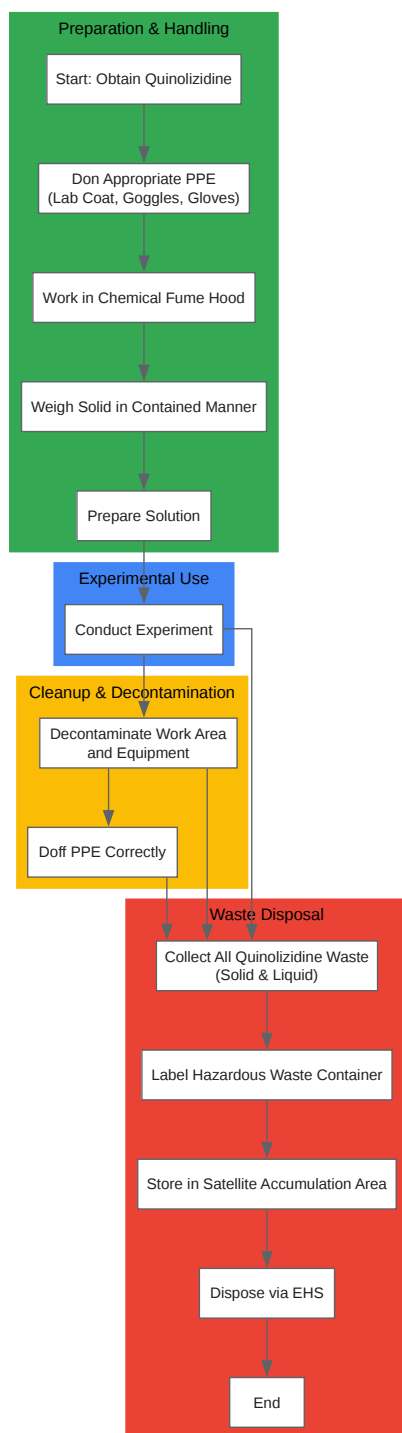 Preparation & Handling
Start: Obtain Quinolizidine
Don Appropriate PPE
(Lab Coat, Goggles, Gloves)
Work in Chemical Fume Hood
Weigh Solid in Contained Manner
Prepare Solution
Experimental Use
Conduct Experiment
Cleanup & Decontamination
Decontaminate Work Area
and Equipment
Doff PPE Correctly
Waste Disposal
Collect All Quinolizidine Waste
(Solid & Liquid)
Label Hazardous Waste Container
Store in Satellite Accumulation Area
Dispose via EHS
End